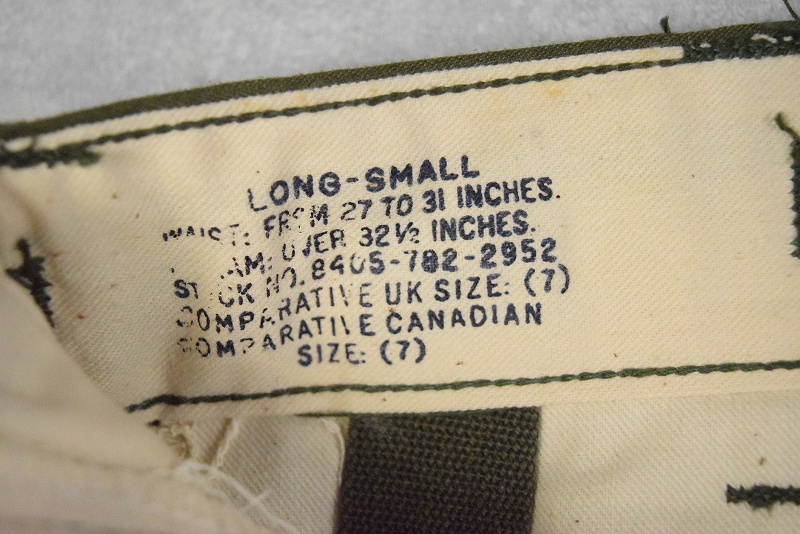 LONG-SMALL
WAIST: FROM 27 TO 31 INCHES.
OVER 32½ INCHES.
STOCK NO. 8405-782-2952
COMPARATIVE UK SIZE: (7)
COMPARATIVE CANADIAN
SIZE: (7)